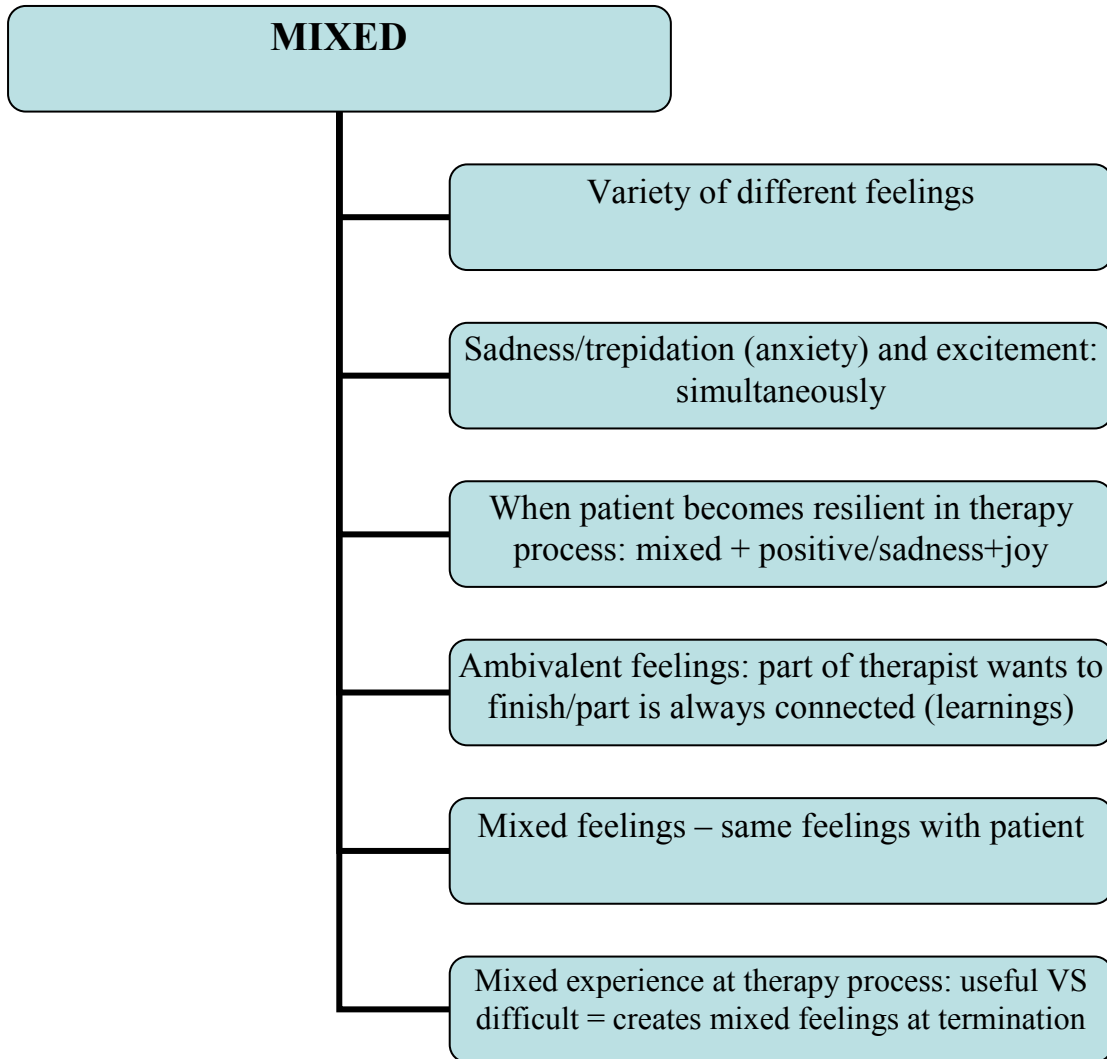 MIXED
Variety of different feelings
Sadness/trepidation (anxiety) and excitement:
simultaneously
When patient becomes resilient in therapy
process: mixed + positive/sadness+joy
Ambivalent feelings: part of therapist wants to
finish/part is always connected (learnings)
Mixed feelings – same feelings with patient
Mixed experience at therapy process: useful VS
difficult = creates mixed feelings at termination